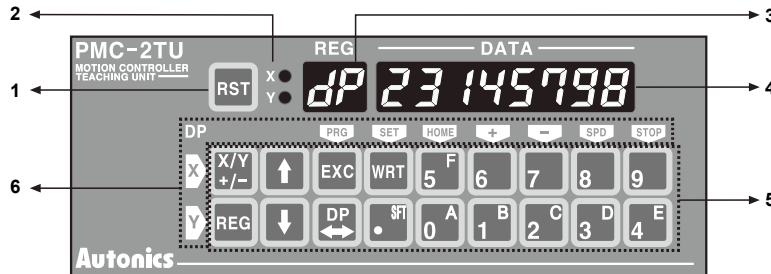 2 3
PMC-2TU REG DATA
MOTION CONTROLLER
TEACHING UNIT
1 RST X Y dP 23145798 4
DP PRG SET HOME + - SPD STOP
6 X X/Y +/- ↑ EXC WRT 5 F 6 7 8 9
5
Y REG ↓ DP ↔ • SFT 0 A 1 B 2 C 3 D 4 E
Autonics